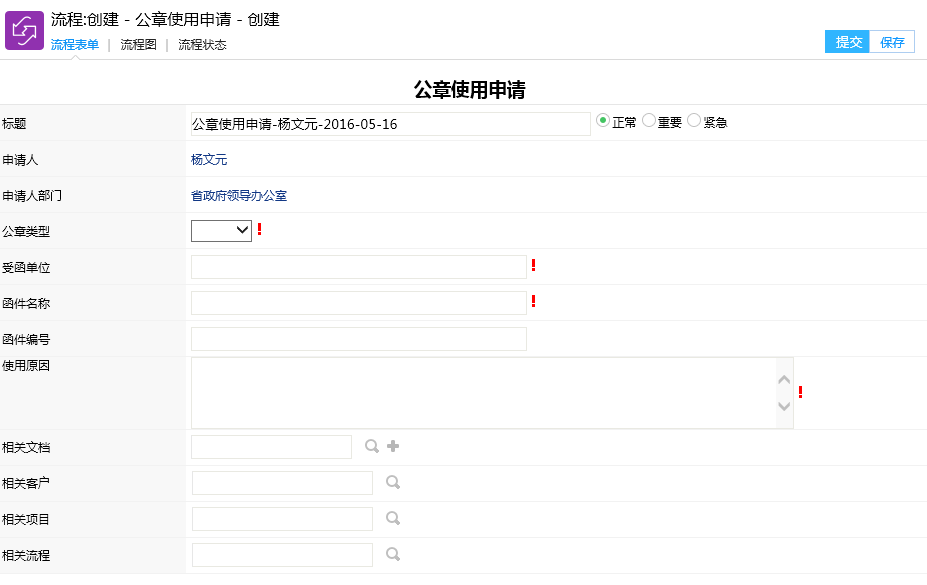 流程:创建 - 公章使用申请 - 创建
流程表单 | 流程图 | 流程状态
提交 保存
公章使用申请
标题 公章使用申请-杨文元-2016-05-16 正常 重要 紧急
申请人 杨文元
申请人部门 省政府领导办公室
公章类型 !
受函单位 !
函件名称 !
函件编号
使用原因 !
相关文档
相关客户
相关项目
相关流程